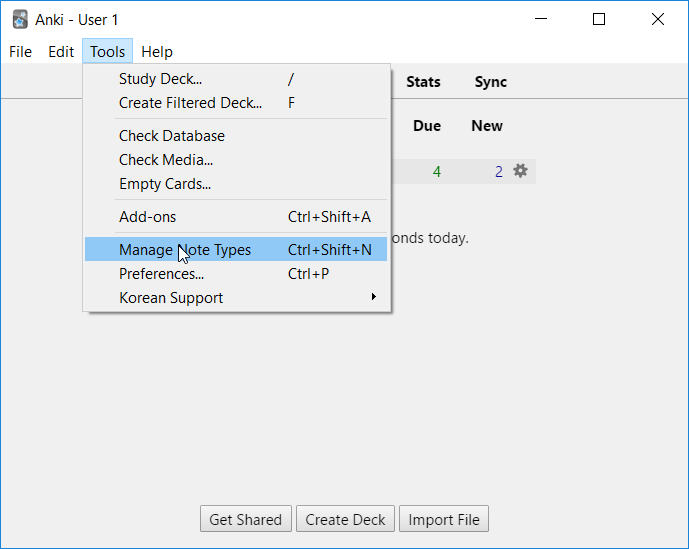 Anki - User 1
File Edit Tools Help
Stats Sync
Study Deck... /
Create Filtered Deck... F
Due New
Check Database
Check Media...
4 2
Empty Cards...
Add-ons Ctrl+Shift+A
onds today.
Manage Note Types Ctrl+Shift+N
Preferences... Ctrl+P
Korean Support
Get Shared Create Deck Import File